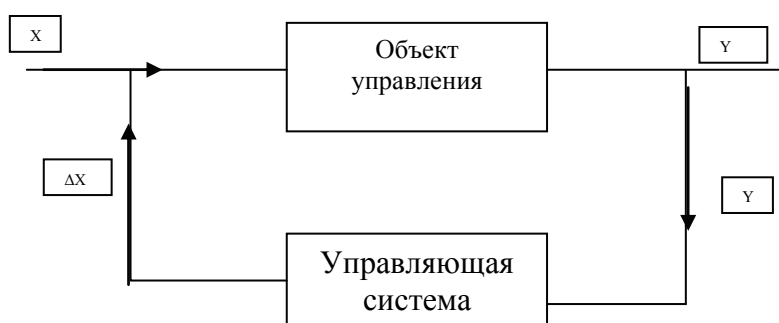 X
Объект
управления
Y
ΔX
Y
Управляющая
система